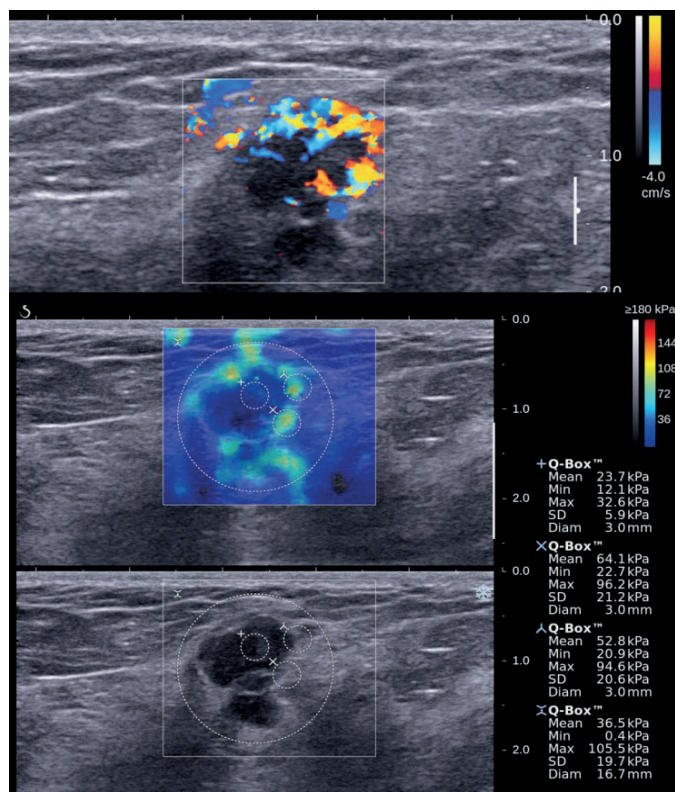 0.0
1.0
-4.0
cm/s
2.0
≥180 kPa
0.0
144
108
72
36
1.0
2.0
Q-Box™
Mean 23.7 kPa
Min 12.1 kPa
Max 32.6 kPa
SD 5.9 kPa
Diam 3.0 mm
Q-Box™
Mean 64.1 kPa
Min 22.7 kPa
Max 96.2 kPa
SD 21.2 kPa
Diam 3.0 mm
0.0
Q-Box™
Mean 52.8 kPa
Min 20.9 kPa
Max 94.6 kPa
SD 20.6 kPa
Diam 3.0 mm
1.0
Q-Box™
Mean 36.5 kPa
Min 0.4 kPa
Max 105.5 kPa
SD 19.7 kPa
Diam 16.7 mm
2.0